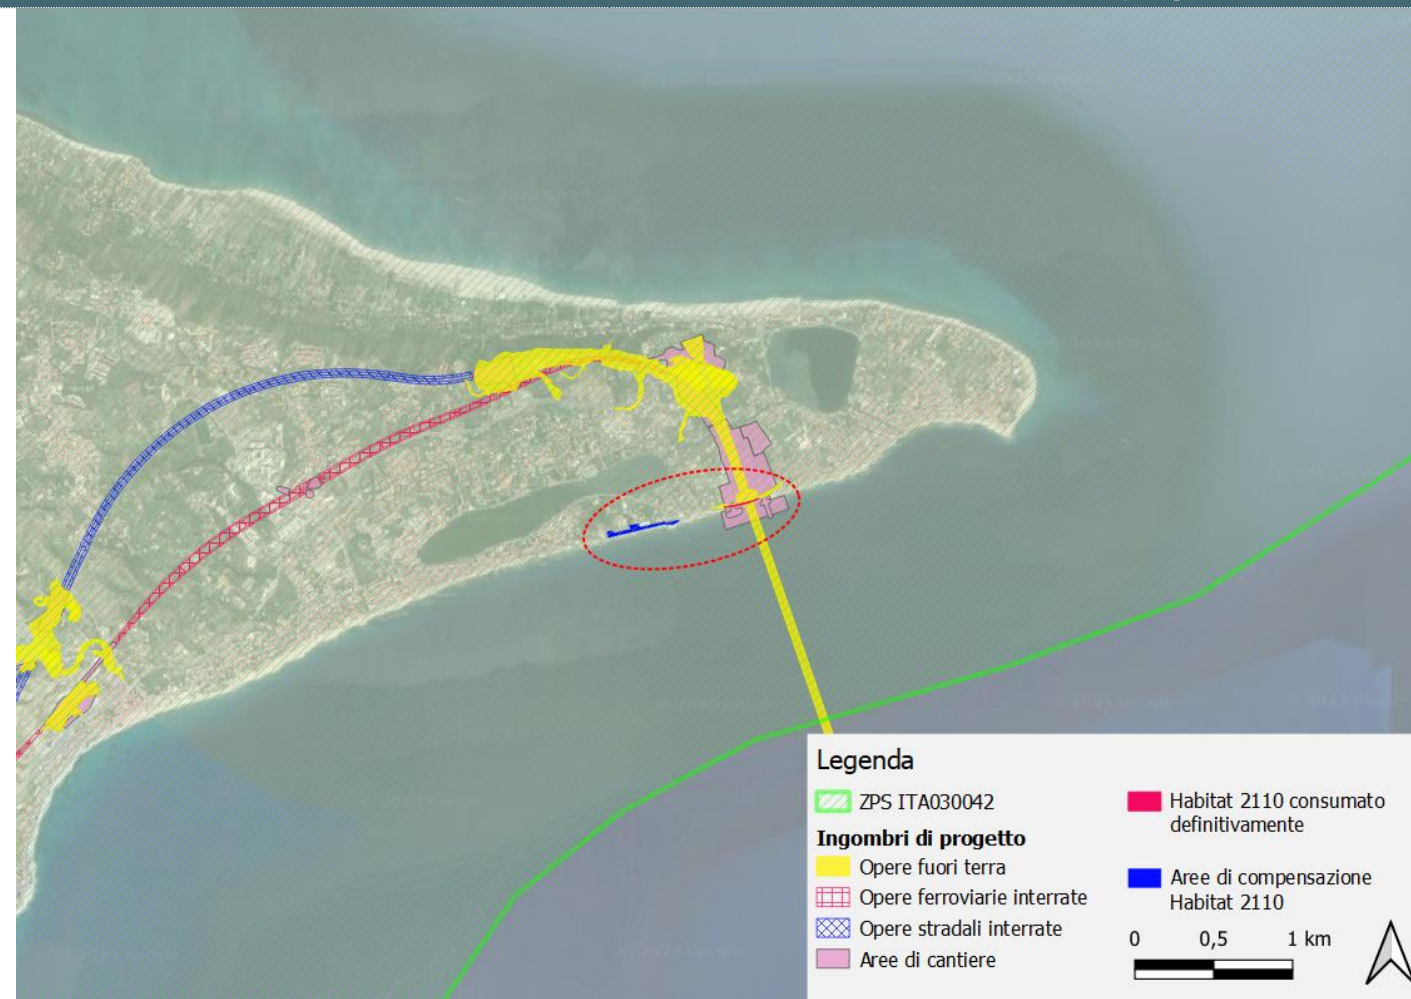 Legenda
ZPS ITA030042
Ingombri di progetto
Opere fuori terra
Opere ferroviarie interrate
Opere stradali interrate
Aree di cantiere
Habitat 2110 consumato
definitivamente
Aree di compensazione
Habitat 2110
0 0,5 1 km